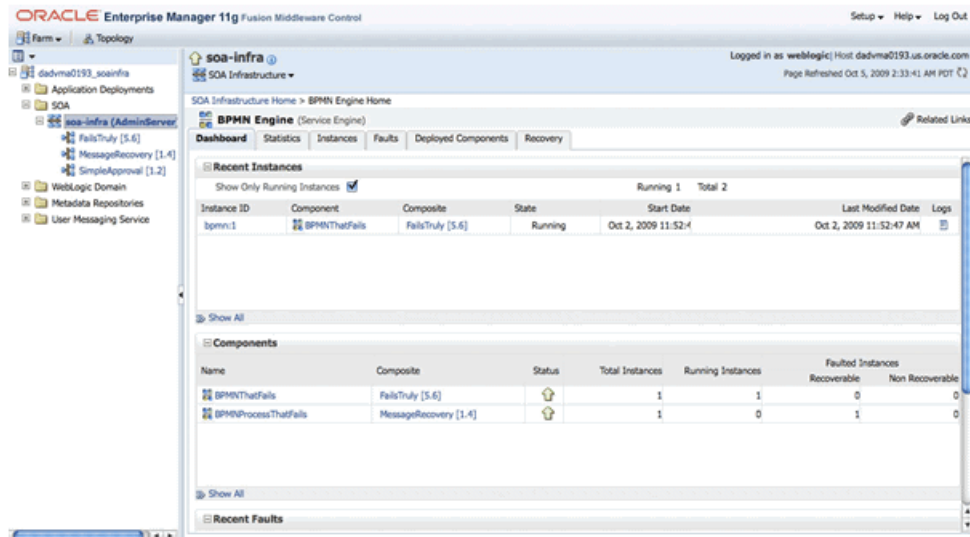 ORACLE Enterprise Manager 11g Fusion Middleware Control
Setup Help Log Out
Farm Topology
soa-infra
Logged in as weblogic| Host dadvma0193.us.oracle.com
SOA Infrastructure
Page Refreshed Oct 5, 2009 2:33:41 AM PDT
dadvma0193_soainfra
Application Deployments
SOA
soa-infra (AdminServer
FailsTruly [5.6]
MessageRecovery [1.4]
SimpleApproval [1.2]
WebLogic Domain
Metadata Repositories
User Messaging Service
SOA Infrastructure Home > BPMN Engine Home
BPMN Engine (Service Engine)
Related Links
Dashboard Statistics Instances Faults Deployed Components Recovery
Recent Instances
Show Only Running Instances Running 1 Total 2
Instance ID Component Composite State Start Date Last Modified Date Logs
bpmn:1 BPMNThatFails FailsTruly [5.6] Running Oct 2, 2009 11:52:4 Oct 2, 2009 11:52:47 AM
Show All
Components
Name Composite Status Total Instances Running Instances Faulted Instances
Recoverable Non Recoverable
BPMNThatFails FailsTruly [5.6] 1 1 0 0
BPMNProcessThatFails MessageRecovery [1.4] 1 0 1 0
Show All
Recent Faults